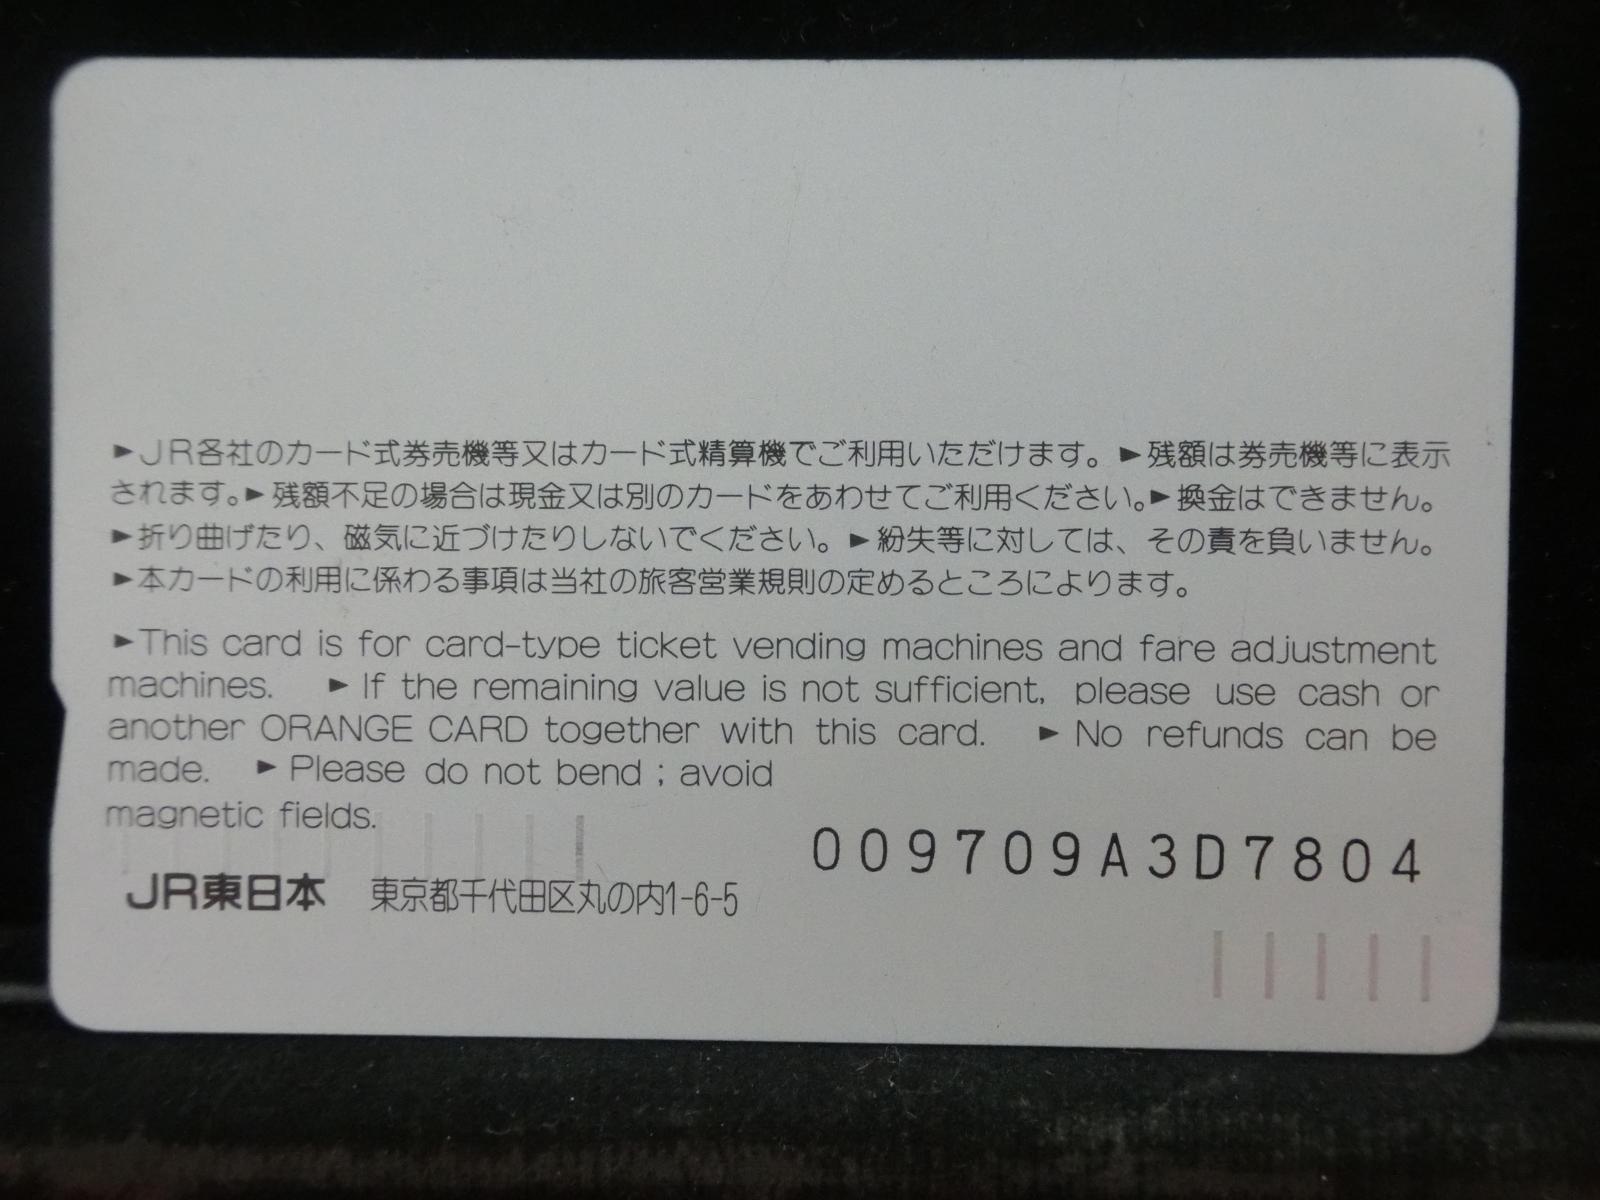 ►JR各社のカード式券売機等又はカード式精算機でご利用いただけます。►残額は券売機等に表示
されます。►残額不足の場合は現金又は別のカードをあわせてご利用ください。►換金はできません。
►折り曲げたり、磁気に近づけたりしないでください。►紛失等に対しては、その責を負いません。
►本カードの利用に係わる事項は当社の旅客営業規則の定めるところによります。
►This card is for card-type ticket vending machines and fare adjustment
machines. ►If the remaining value is not sufficient, please use cash or
another ORANGE CARD together with this card. ►No refunds can be
made. ►Please do not bend ; avoid
magnetic fields.
009709A3D7804
JR東日本 東京都千代田区丸の内1-6-5